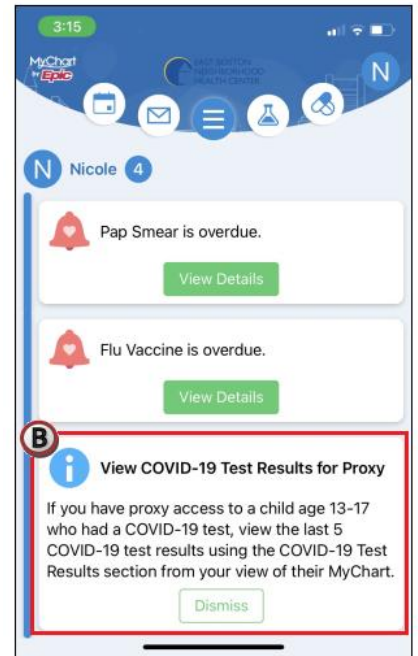 3:15
MyChart
by Epic
EAST BOSTON
NEIGHBORHOOD
HEALTH CENTER
N
N Nicole 4
Pap Smear is overdue.
View Details
Flu Vaccine is overdue.
View Details
B
i View COVID-19 Test Results for Proxy
If you have proxy access to a child age 13-17
who had a COVID-19 test, view the last 5
COVID-19 test results using the COVID-19 Test
Results section from your view of their MyChart.
Dismiss